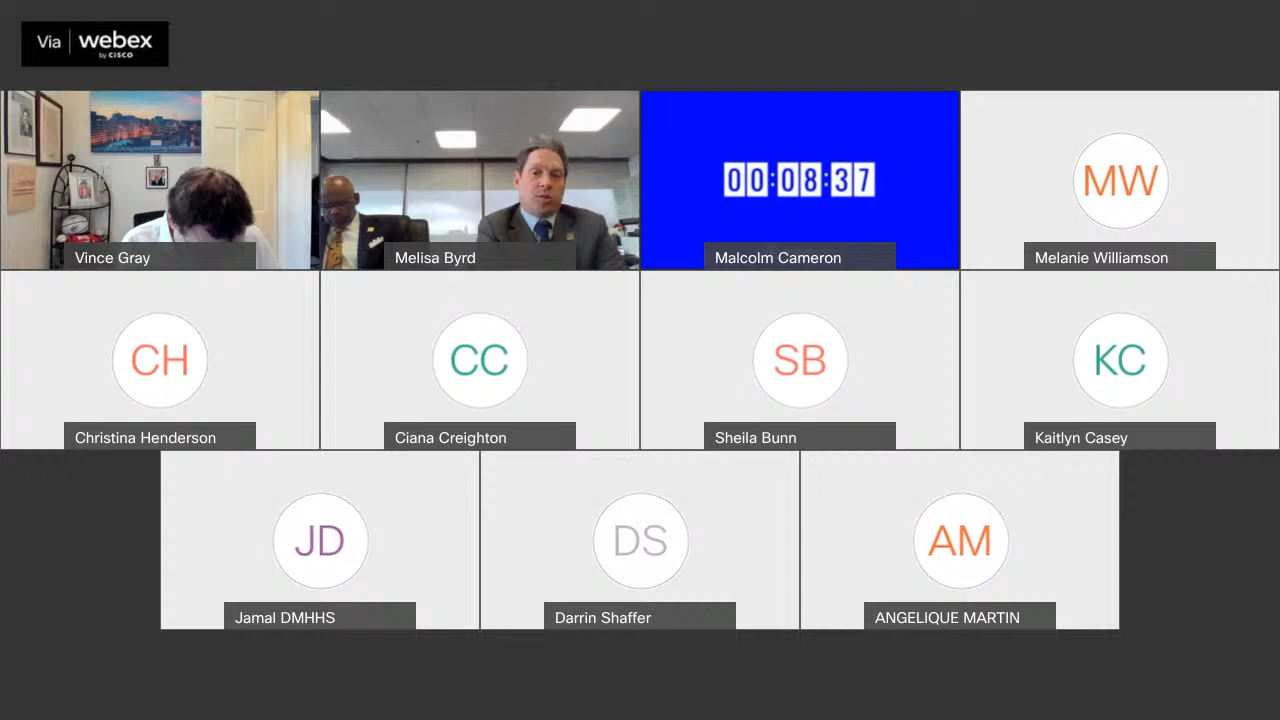 Via webex
by CISCO
00:08:37
MW
Vince Gray
Melisa Byrd
Malcolm Cameron
Melanie Williamson
CH
CC
SB
KC
Christina Henderson
Ciana Creighton
Sheila Bunn
Kaitlyn Casey
JD
DS
AM
Jamal DMHHS
Darrin Shaffer
ANGELIQUE MARTIN